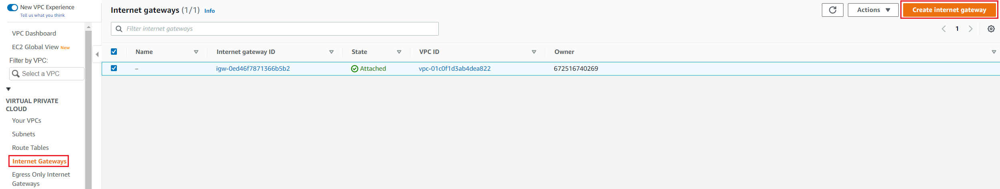 New VPC Experience
Tell us what you think
VPC Dashboard
EC2 Global View New
Filter by VPC:
Select a VPC
VIRTUAL PRIVATE
CLOUD
Your VPCs
Subnets
Route Tables
Internet Gateways
Egress Only Internet
Gateways
Internet gateways (1/1) Info
Actions
Create internet gateway
Filter internet gateways
1
Name Internet gateway ID State VPC ID Owner
– igw-0ed46f7871366b5b2 Attached vpc-01c0f1d3ab4dea822 672516740269